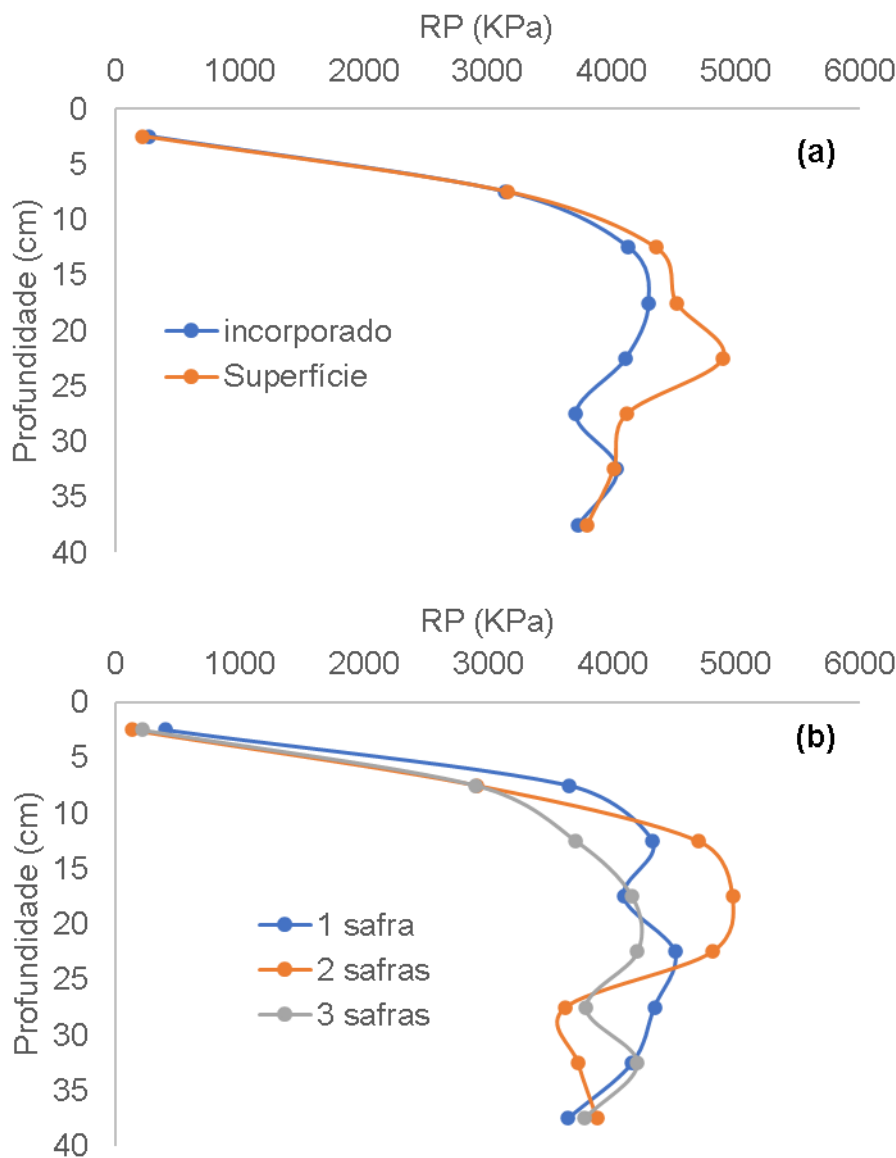 RP (KPa)
0 1000 2000 3000 4000 5000 6000
0
(a)
5
10
15
20
25
30
35
40
Profundidade (cm)
incorporado
Superfície
RP (KPa)
0 1000 2000 3000 4000 5000 6000
0
(b)
5
10
15
20
25
30
35
40
Profundidade (cm)
1 safra
2 safras
3 safras